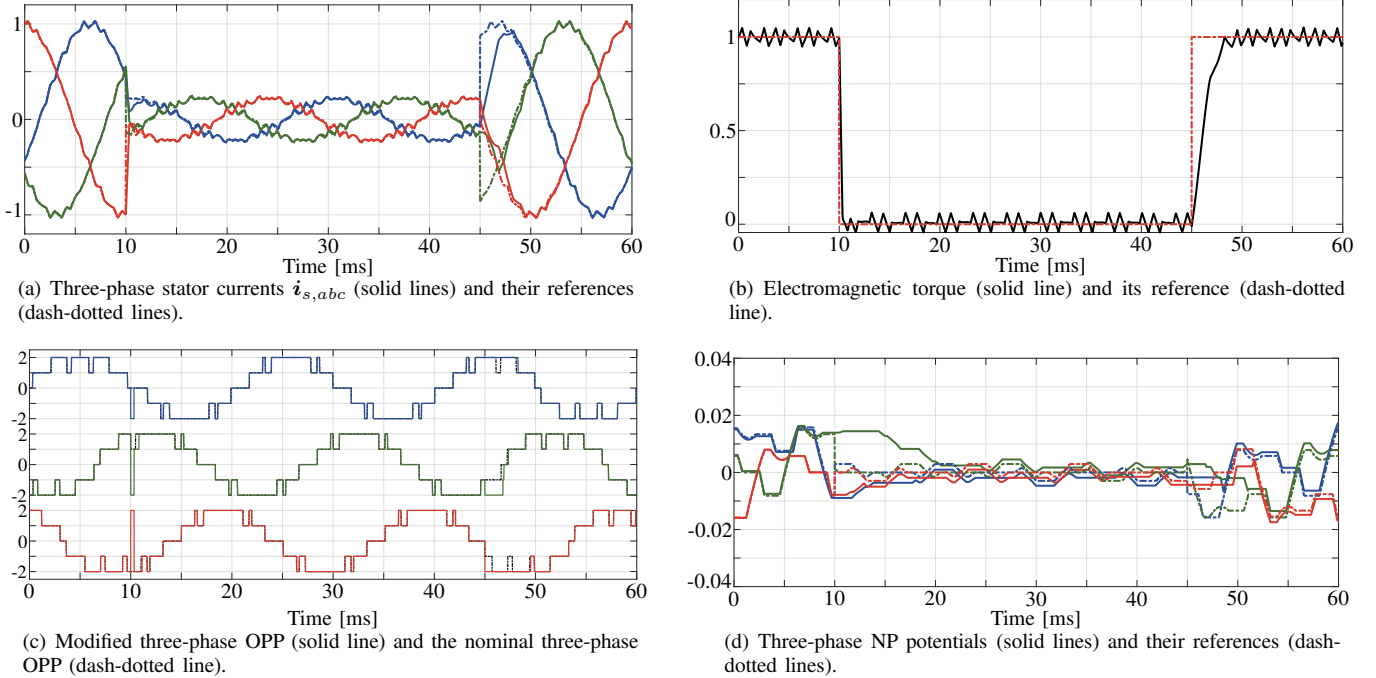 1
0
-1
0 10 20 30 40 50 60
Time [ms]
(a) Three-phase stator currents i_{s,abc} (solid lines) and their references
(dash-dotted lines).
1
0.5
0
0 10 20 30 40 50 60
Time [ms]
(b) Electromagnetic torque (solid line) and its reference (dash-dotted
line).
2
0
-2
2
0
-2
2
0
-2
0 10 20 30 40 50 60
Time [ms]
(c) Modified three-phase OPP (solid line) and the nominal three-phase
OPP (dash-dotted line).
0.04
0.02
0
-0.02
-0.04
0 10 20 30 40 50 60
Time [ms]
(d) Three-phase NP potentials (solid lines) and their references (dash-
dotted lines).